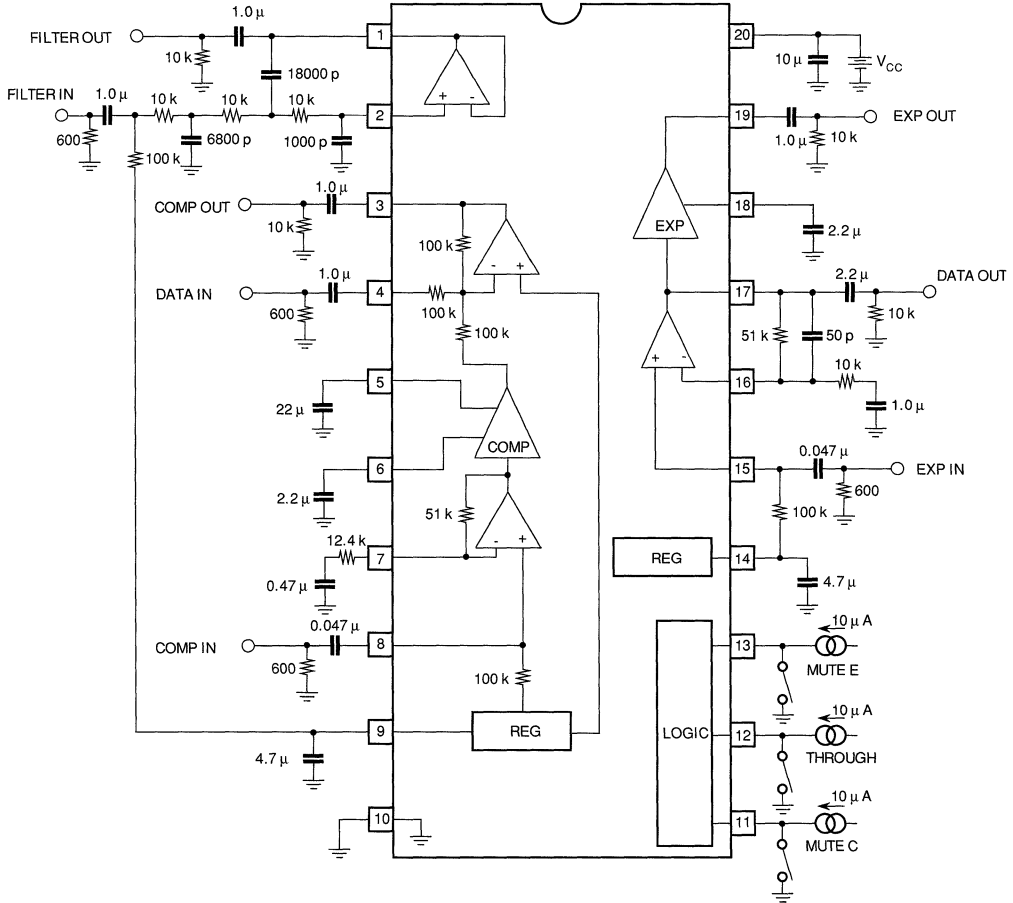 1.0 µ
FILTER OUT
1
20
10 k
18000 p
10 µ
VCC
+ -
FILTER IN
1.0 µ
10 k
10 k
10 k
2
19
EXP OUT
600
6800 p
1000 p
1.0 µ
10 k
100 k
1.0 µ
COMP OUT
3
18
10 k
EXP
2.2 µ
100 k
- +
1.0 µ
DATA IN
4
17
2.2 µ
DATA OUT
600
100 k
100 k
51 k
50 p
10 k
+ -
10 k
5
16
22 µ
1.0 µ
COMP
6
15
0.047 µ
EXP IN
2.2 µ
600
51 k
100 k
12.4 k
7
- +
REG
14
0.47 µ
4.7 µ
0.047 µ
COMP IN
8
13
10 µ A
600
MUTE E
100 k
9
REG
LOGIC
12
10 µ A
4.7 µ
THROUGH
10
11
10 µ A
MUTE C